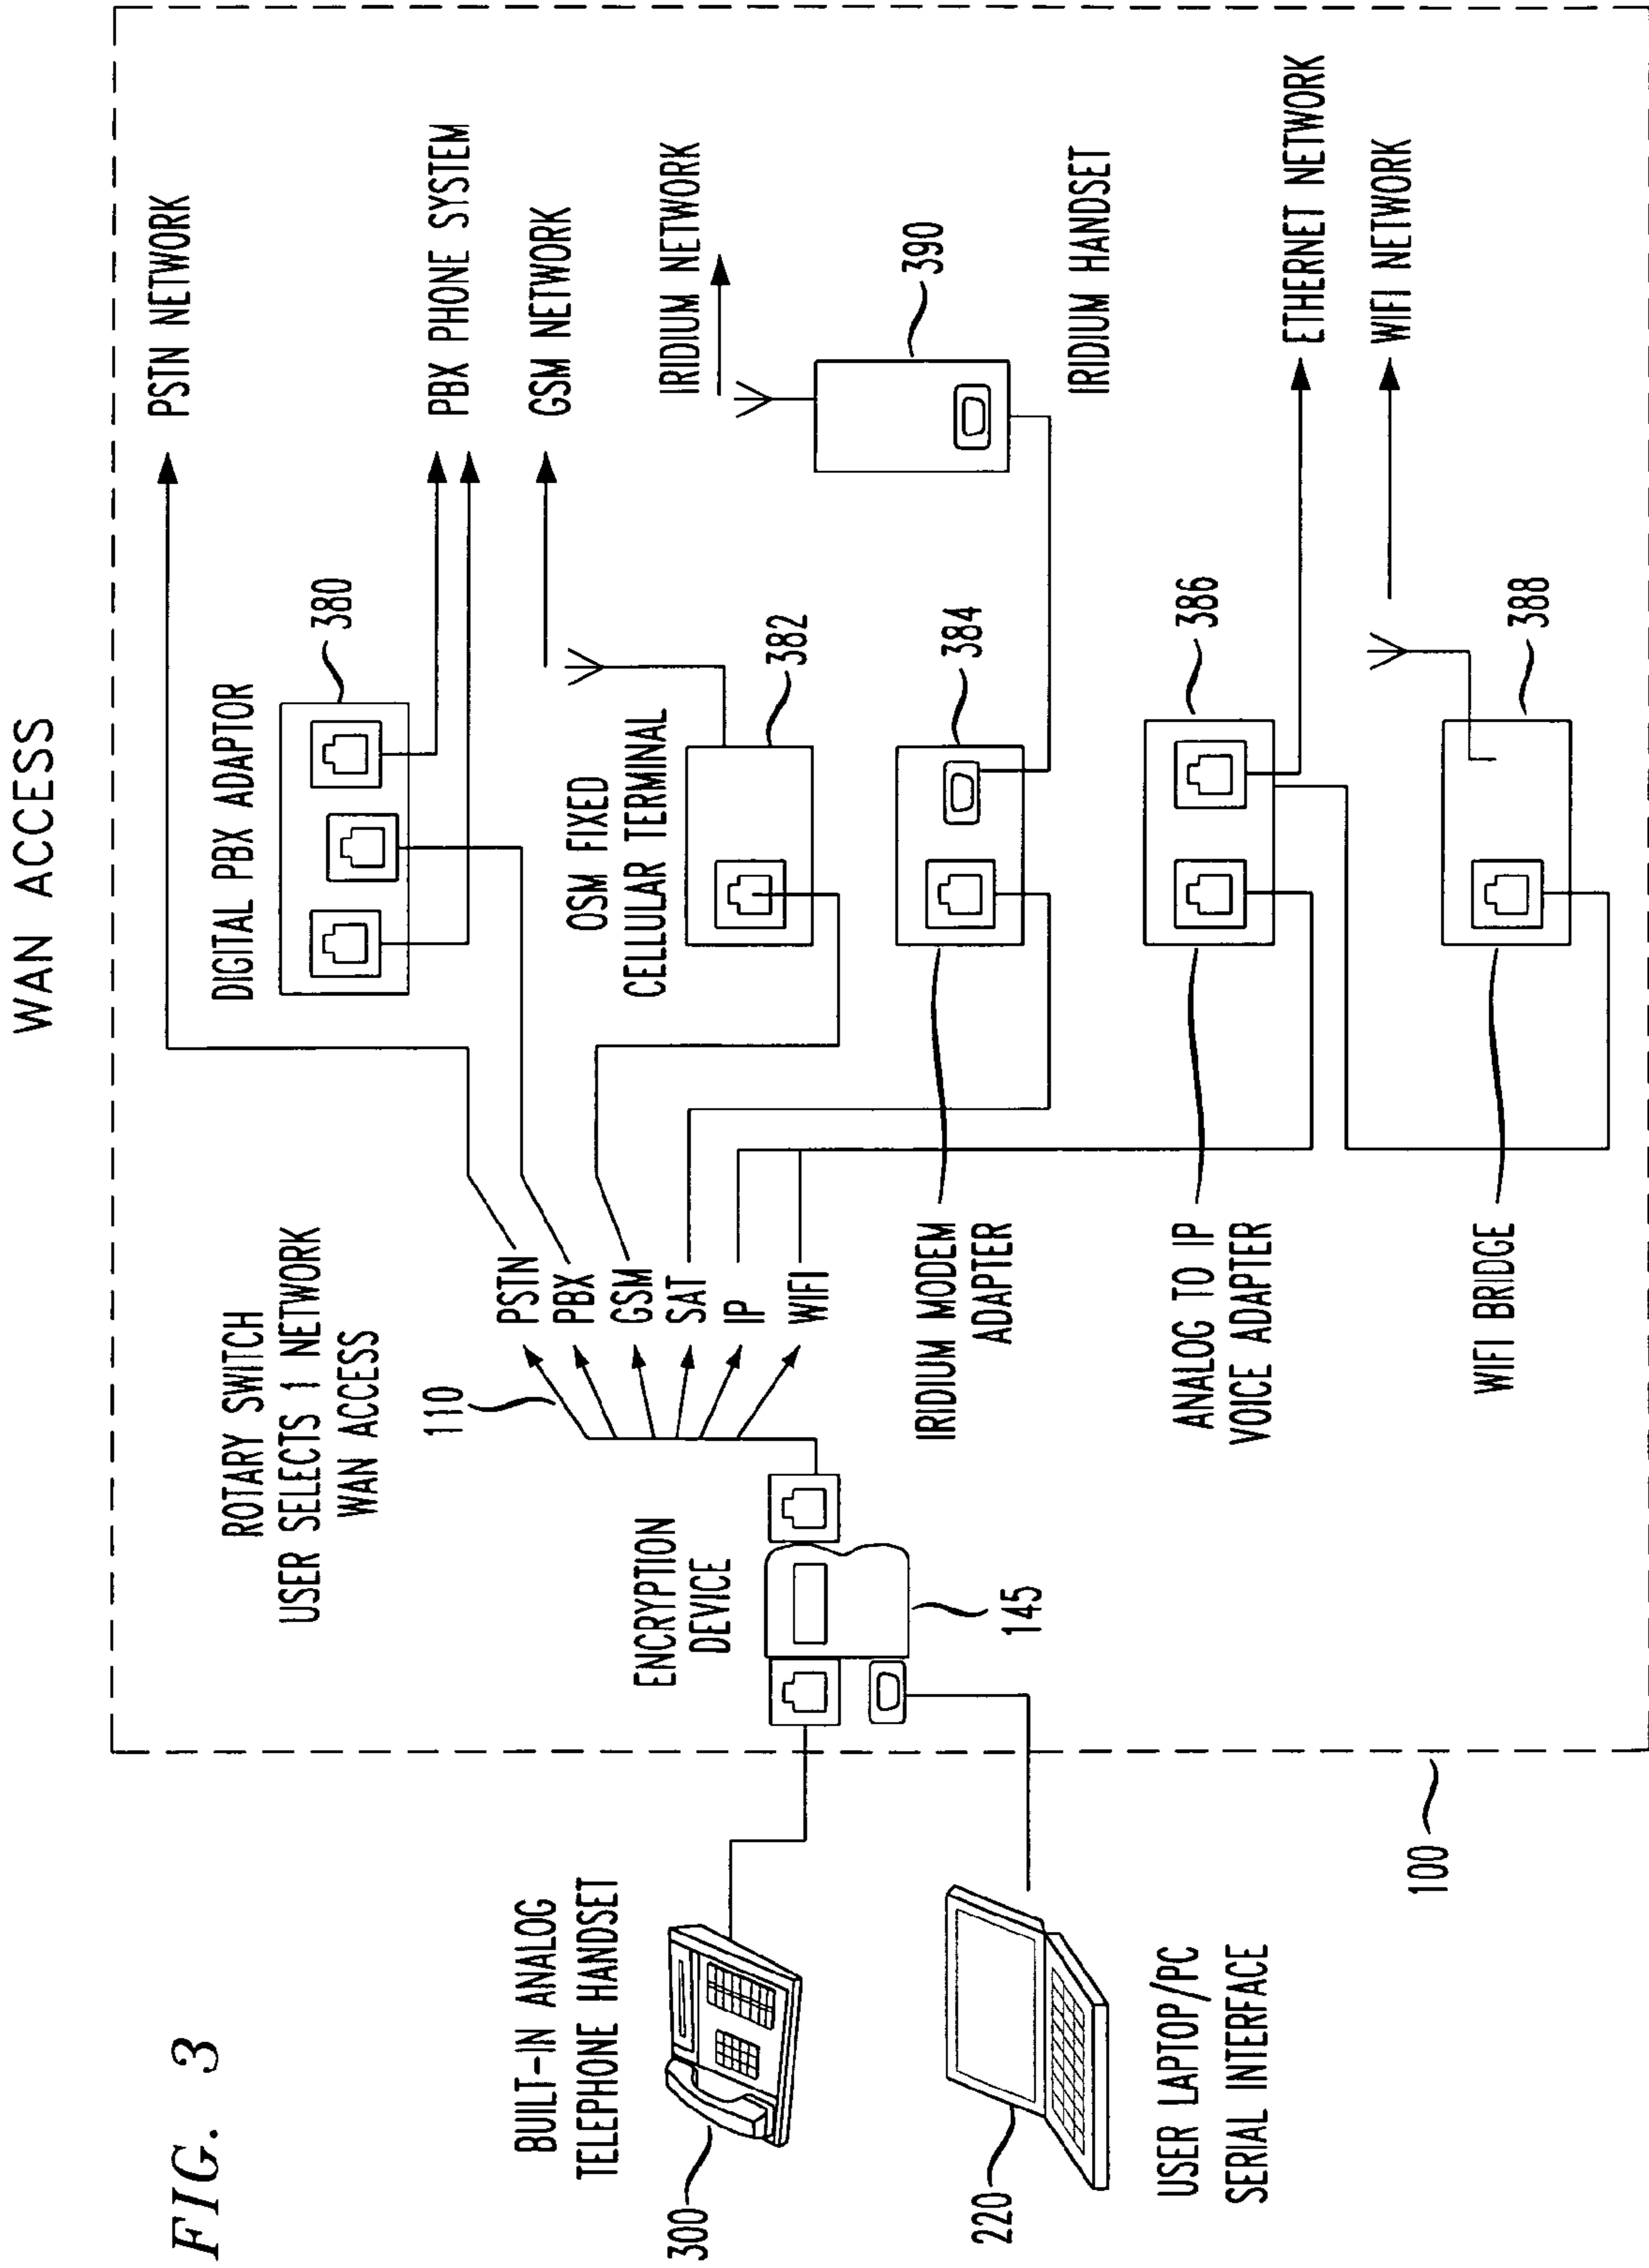 FIG. 3
WAN ACCESS
BUILT-IN ANALOG
TELEPHONE HANDSET
300
220
USER LAPTOP/PC
SERIAL INTERFACE
100
ROTARY SWITCH
USER SELECTS 1 NETWORK
WAN ACCESS
110
ENCRYPTION
DEVICE
145
PSTN
PBX
GSM
SAT
IP
WIFI
IRIDIUM MODEM
ADAPTER
ANALOG TO IP
VOICE ADAPTER
WIFI BRIDGE
DIGITAL PBX ADAPTOR
380
OSM FIXED
CELLULAR TERMINAL
382
384
386
388
PSTN NETWORK
PBX PHONE SYSTEM
GSM NETWORK
IRIDIUM NETWORK
390
IRIDIUM HANDSET
ETHERNET NETWORK
WIFI NETWORK